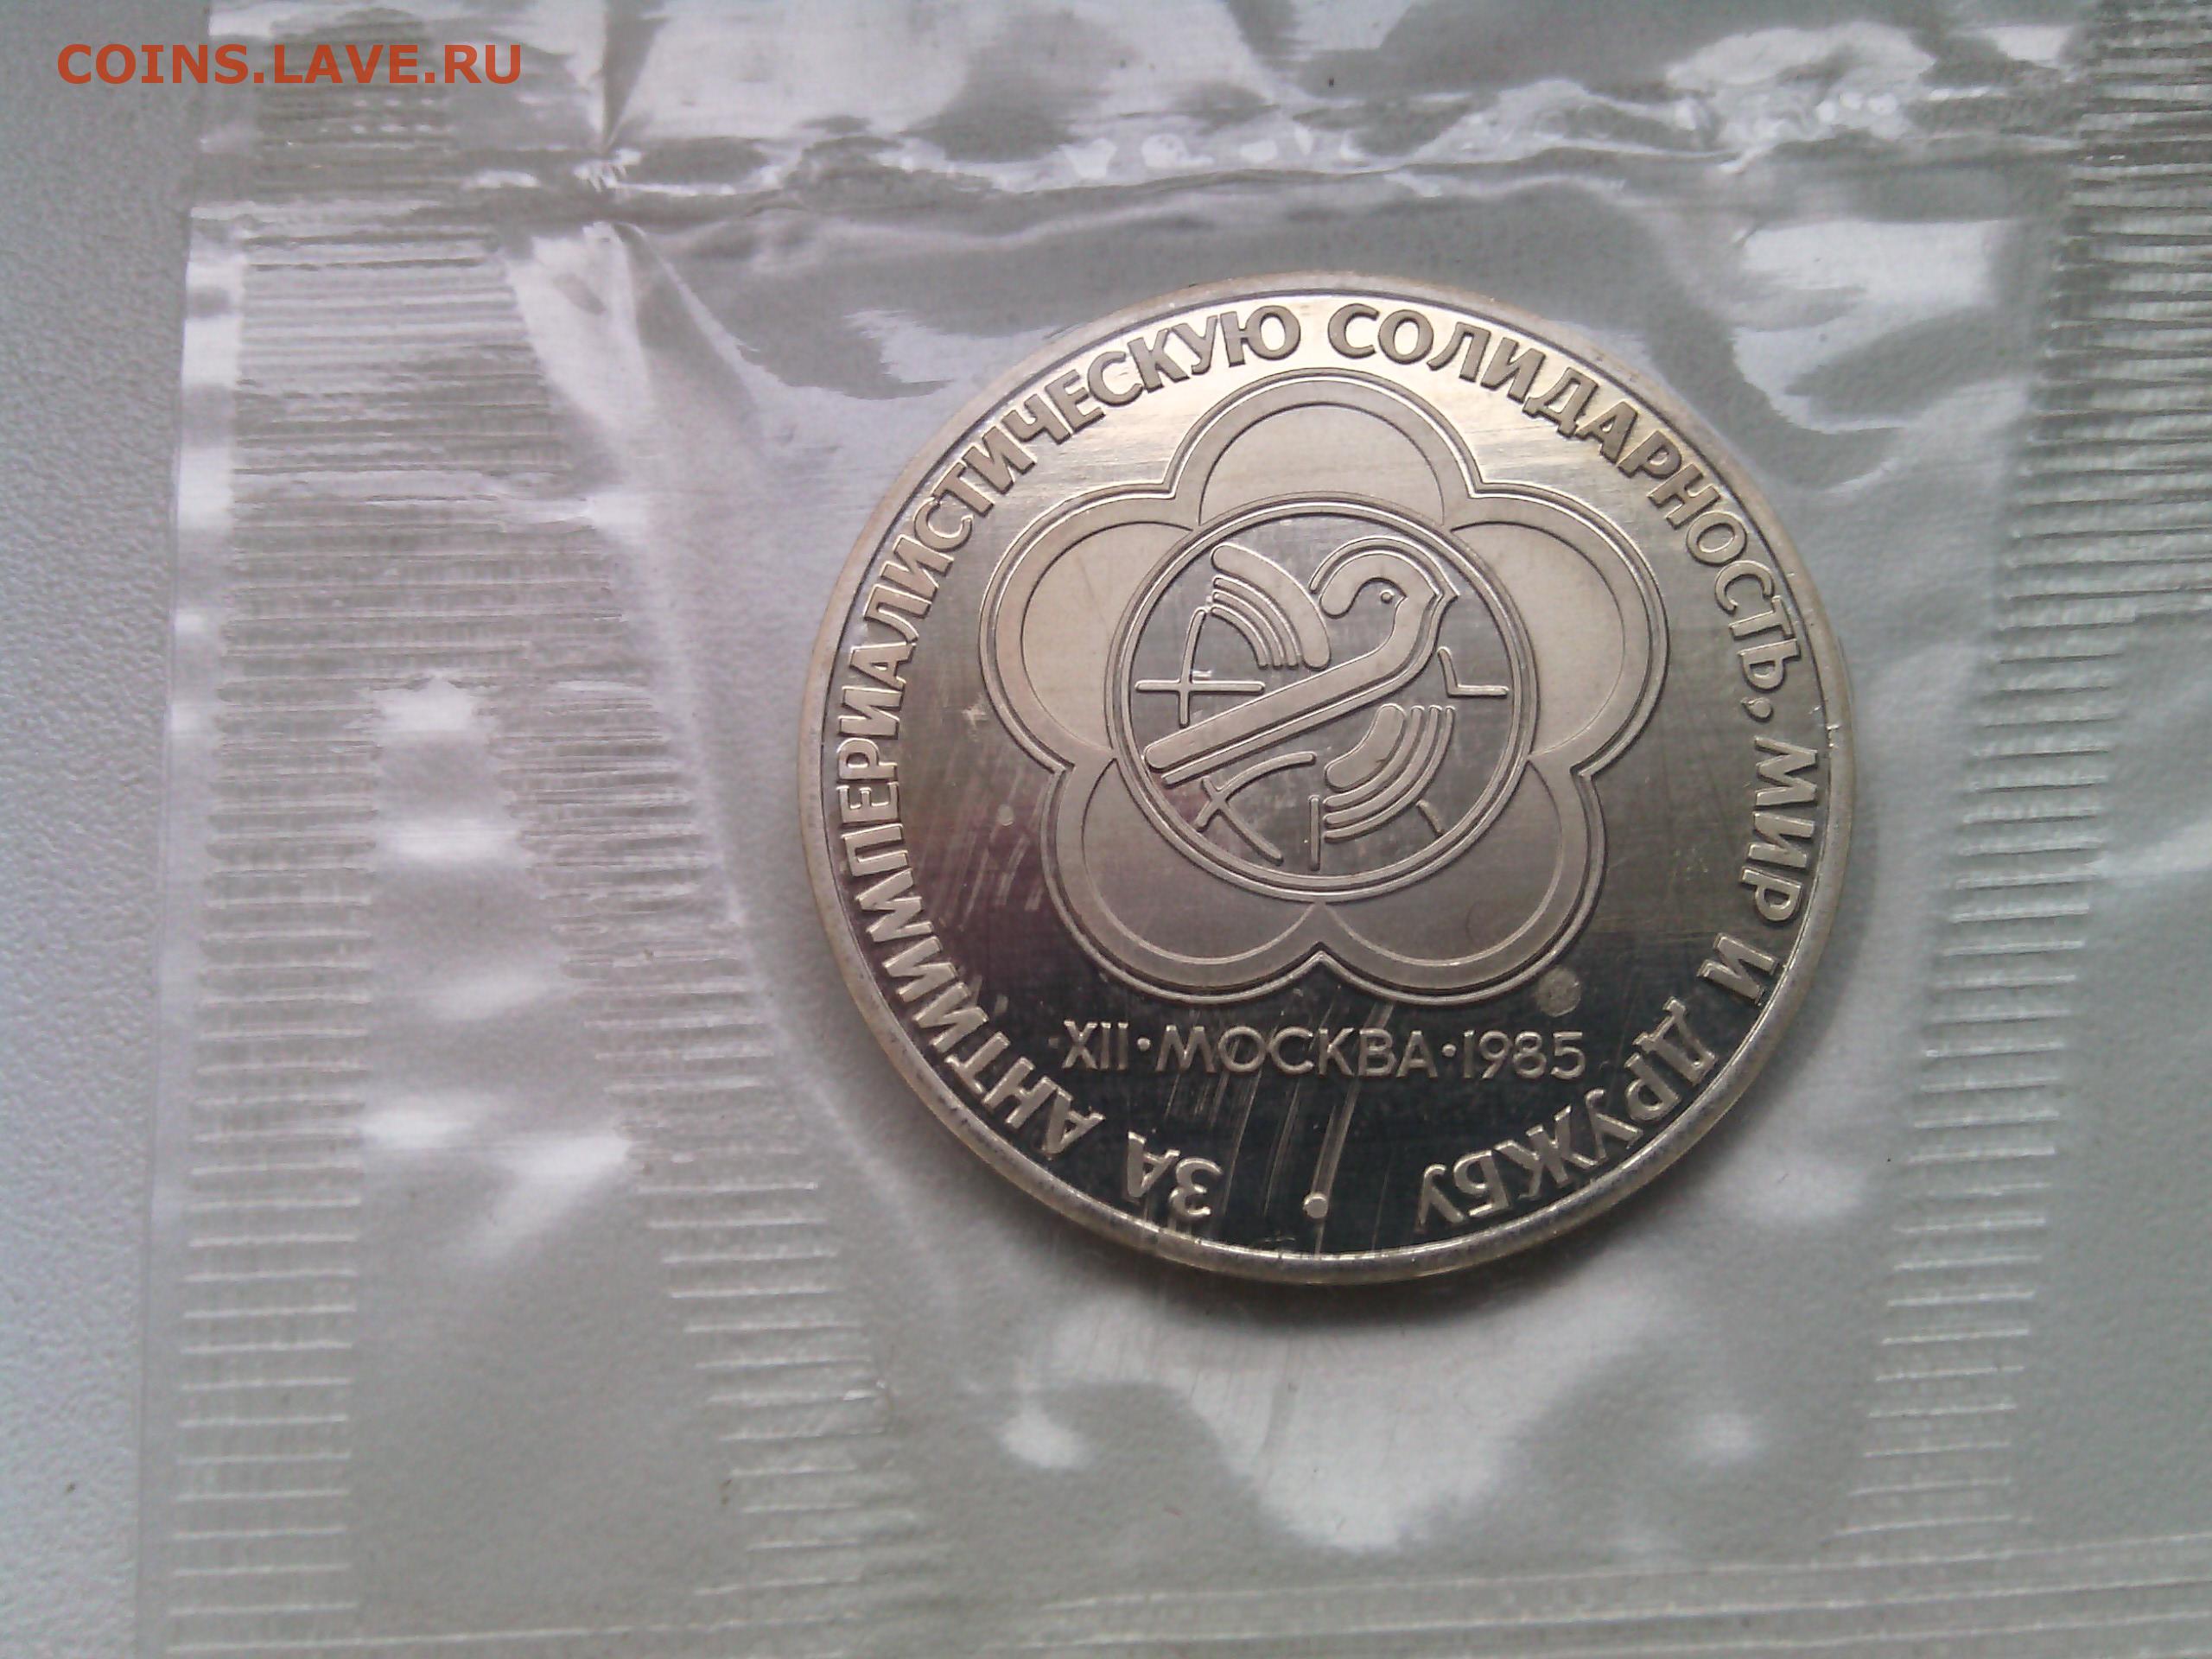 COINS.LAVE.RU
ЗА АНТИИМПЕРИАЛИСТИЧЕСКУЮ СОЛИДАРНОСТЬ, МИР И ДРУЖБУ •
XII·МОСКВА·1985